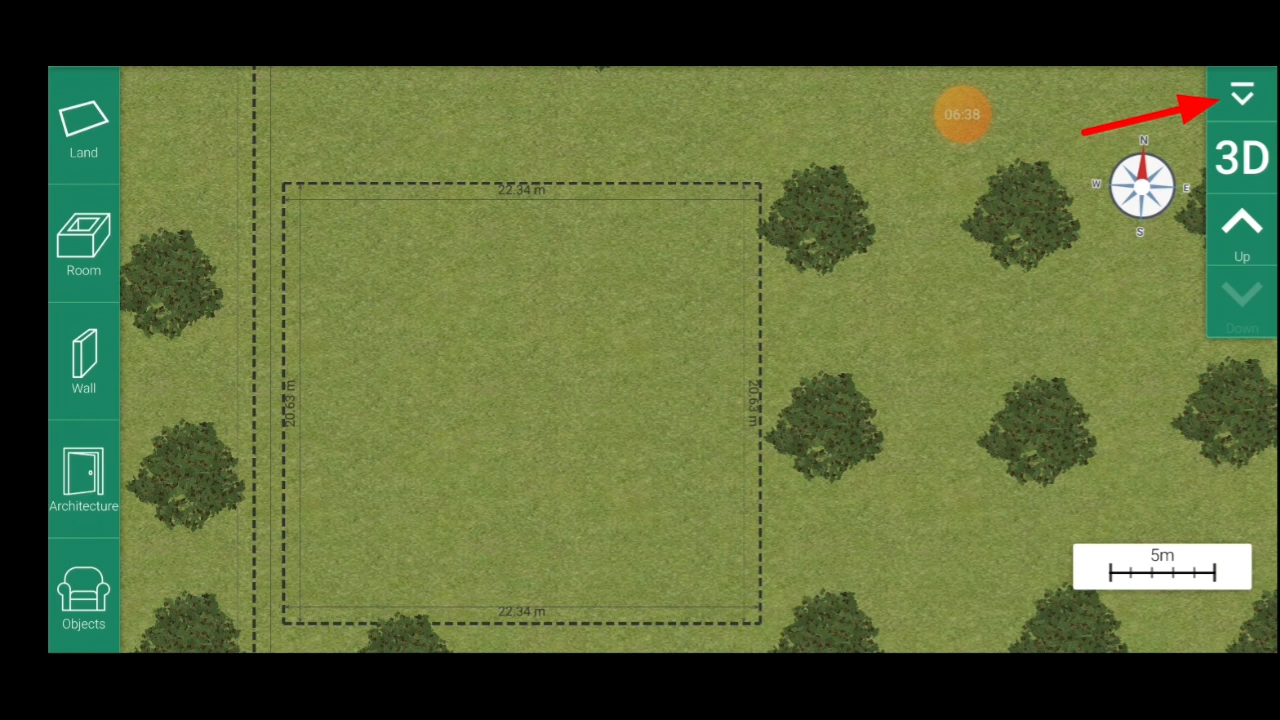 Land
Room
Wall
Architecture
Objects
22.34 m
20.63 m
20.63 m
22.34 m
06:38
N
W
E
S
3D
Up
Down
5m